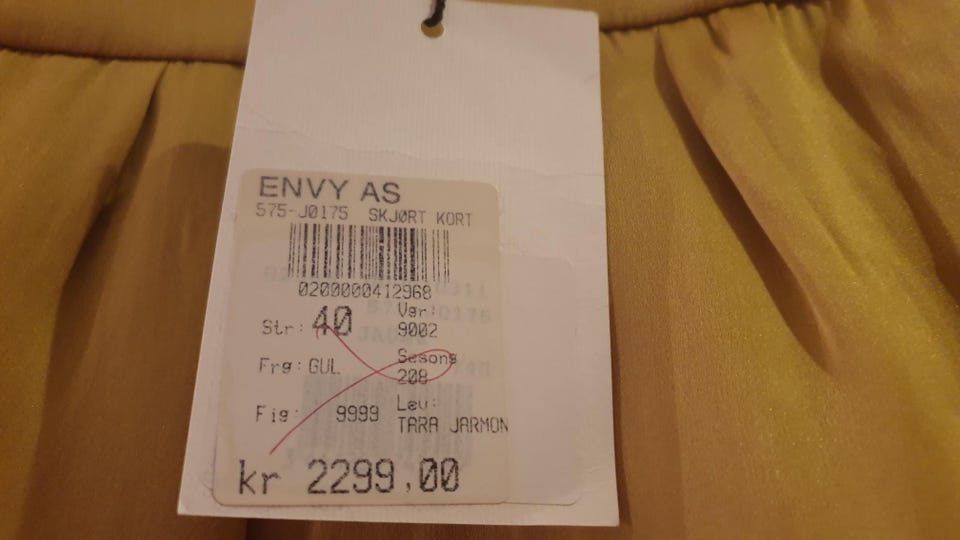 ENVY AS
575-J0175 SKJØRT KORT
0200000412968
Str: 40
Vgr:
9002
Frg: GUL
Sesong
208
Fig: 9999
Lev:
TARA JARMON
kr 2299,00